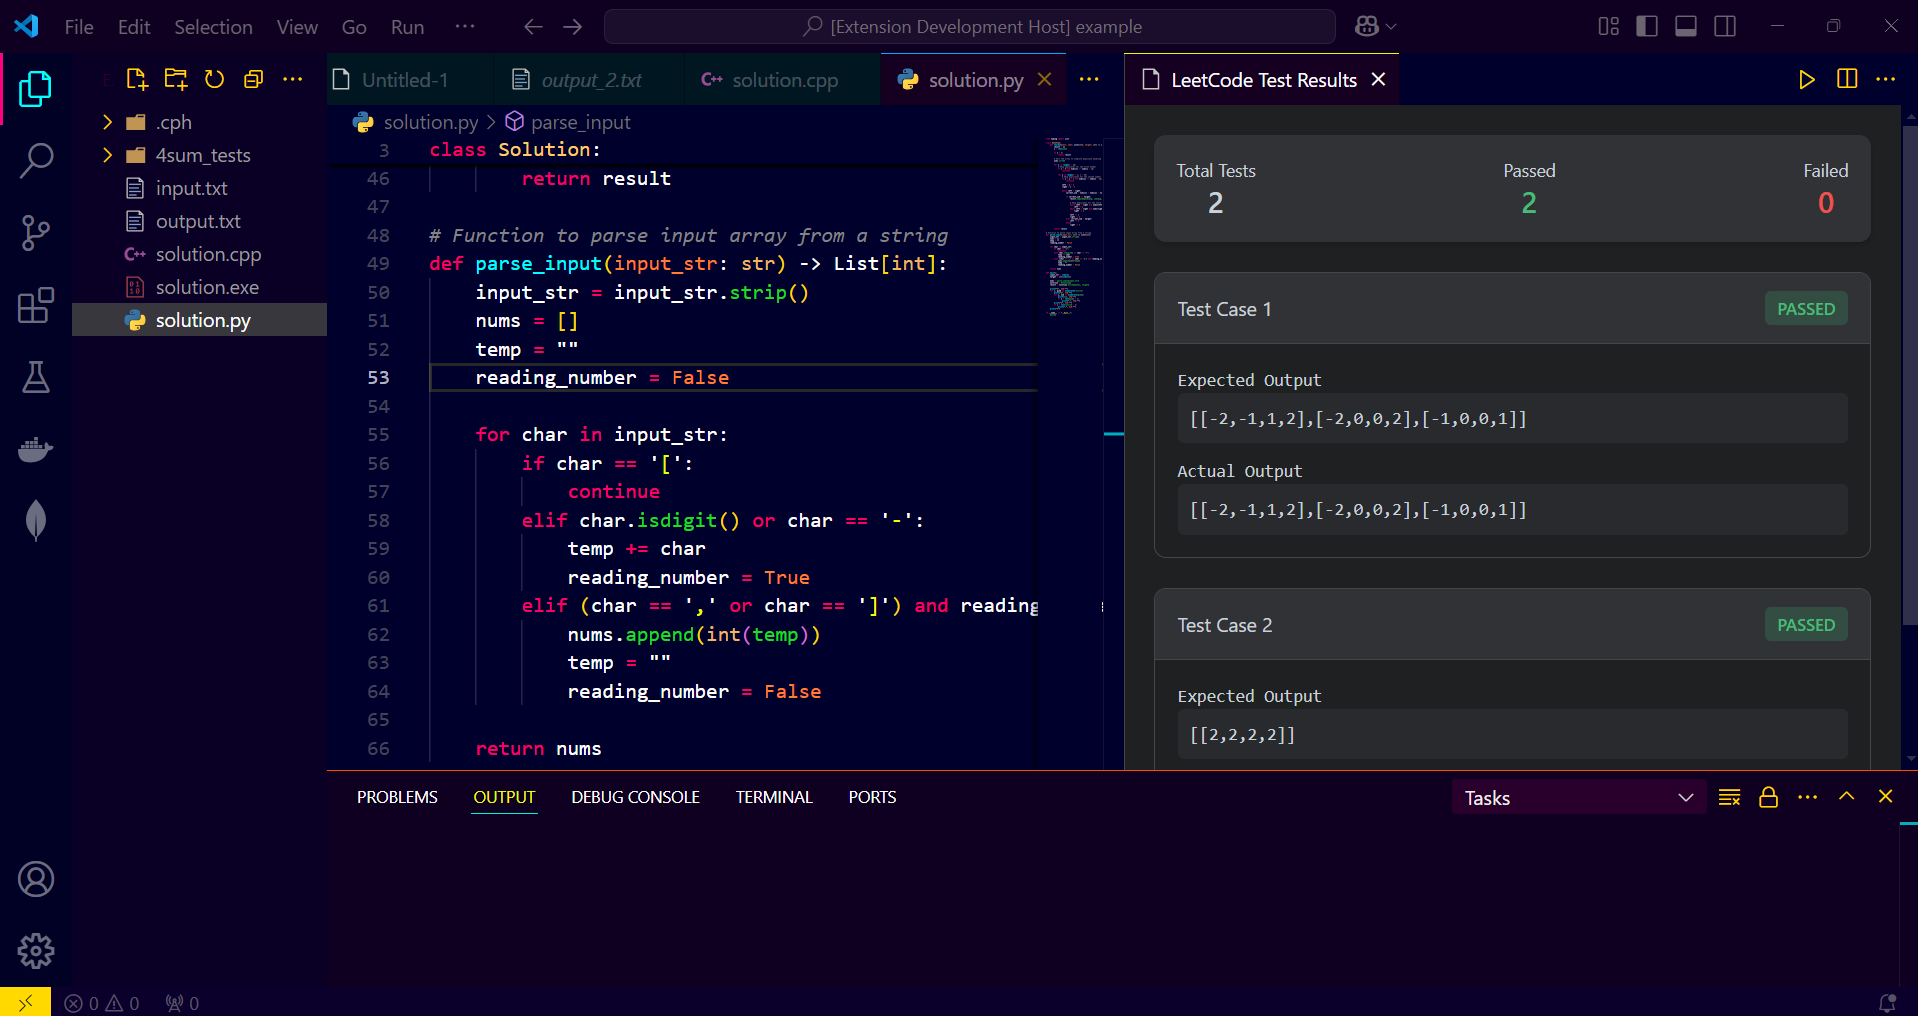 File Edit Selection View Go Run ···
[Extension Development Host] example
.cph
4sum_tests
input.txt
output.txt
solution.cpp
solution.exe
solution.py
Untitled-1 output_2.txt solution.cpp solution.py
solution.py > parse_input
3 class Solution:
46 return result
47
48 # Function to parse input array from a string
49 def parse_input(input_str: str) -> List[int]:
50 input_str = input_str.strip()
51 nums = []
52 temp = ""
53 reading_number = False
54
55 for char in input_str:
56 if char == '[':
57 continue
58 elif char.isdigit() or char == '-':
59 temp += char
60 reading_number = True
61 elif (char == ',' or char == ']') and reading
62 nums.append(int(temp))
63 temp = ""
64 reading_number = False
65
66 return nums
LeetCode Test Results
Total Tests Passed Failed
2 2 0
Test Case 1 PASSED
Expected Output
[[-2,-1,1,2],[-2,0,0,2],[-1,0,0,1]]
Actual Output
[[-2,-1,1,2],[-2,0,0,2],[-1,0,0,1]]
Test Case 2 PASSED
Expected Output
[[2,2,2,2]]
PROBLEMS OUTPUT DEBUG CONSOLE TERMINAL PORTS
Tasks
0 0 0